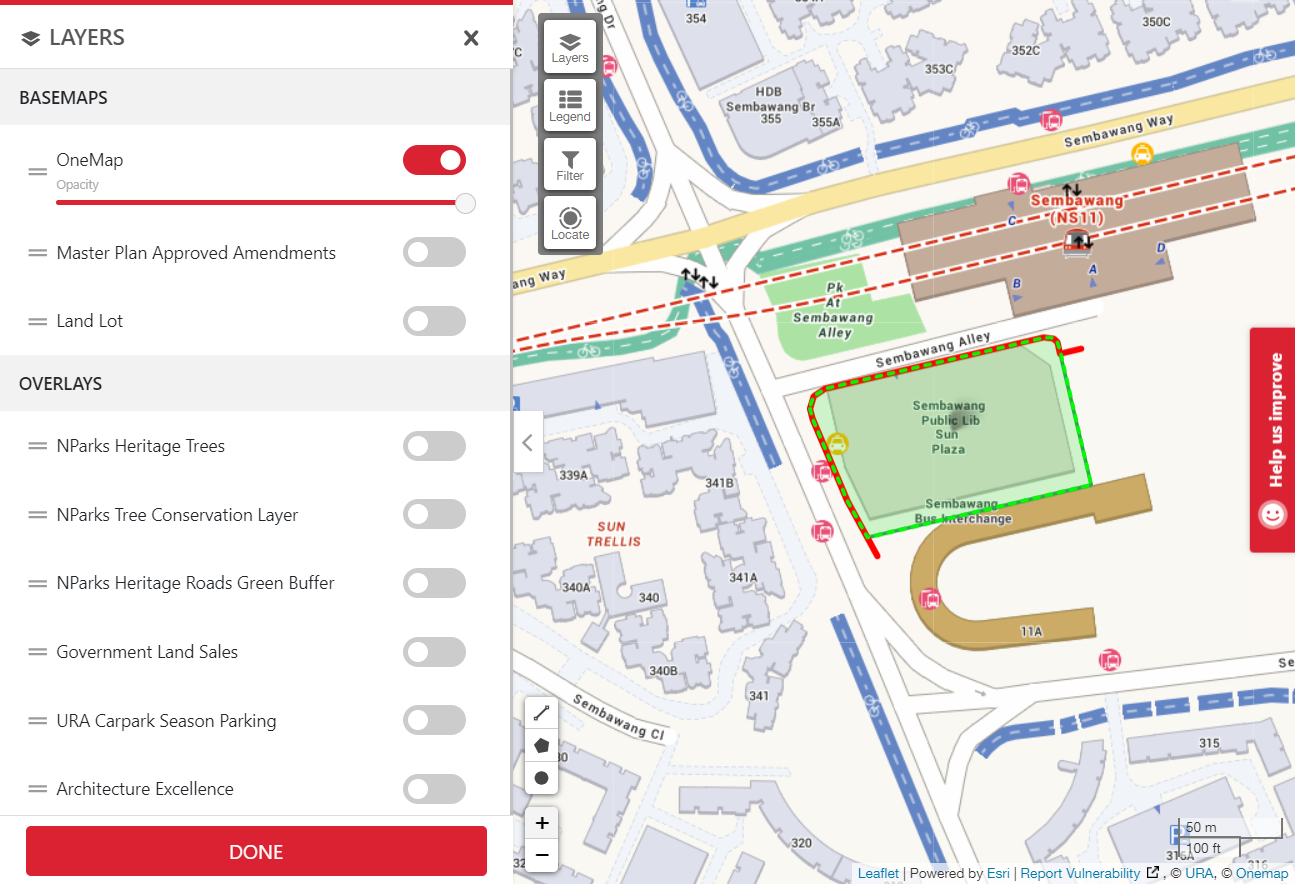 LAYERS
BASEMAPS
OneMap
Opacity
Master Plan Approved Amendments
Land Lot
OVERLAYS
NParks Heritage Trees
NParks Tree Conservation Layer
NParks Heritage Roads Green Buffer
Government Land Sales
URA Carpark Season Parking
Architecture Excellence
DONE
Layers
Legend
Filter
Locate
354
350C
352C
353C
HDB
Sembawang Br
355
355A
Sembawang Way
Sembawang
(NS11)
C
D
A
B
ang Way
Pk
At
Sembawang
Alley
Sembawang Alley
Sembawang
Public Lib
Sun
Plaza
Sembawang
Bus Interchange
339A
341B
SUN
TRELLIS
341A
340A
340
340B
341
11A
Sembawang Cl
Se
315
320
316A
316
Help us improve
+
−
50 m
100 ft
Leaflet | Powered by Esri | Report Vulnerability , © URA, © Onemap